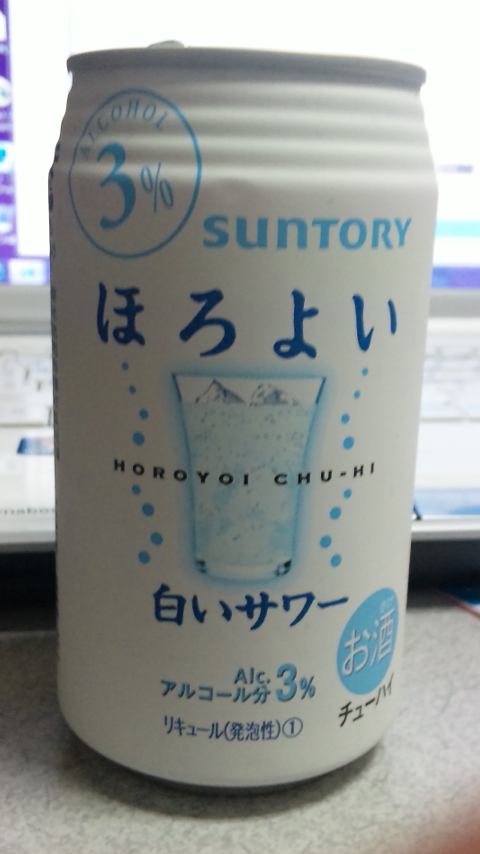 ALCOHOL
3%
SUNTORY
ほろよい
HOROYOI CHU-HI
白いサワー
お酒
チューハイ
Alc.
アルコール分3%
リキュール(発泡性)①